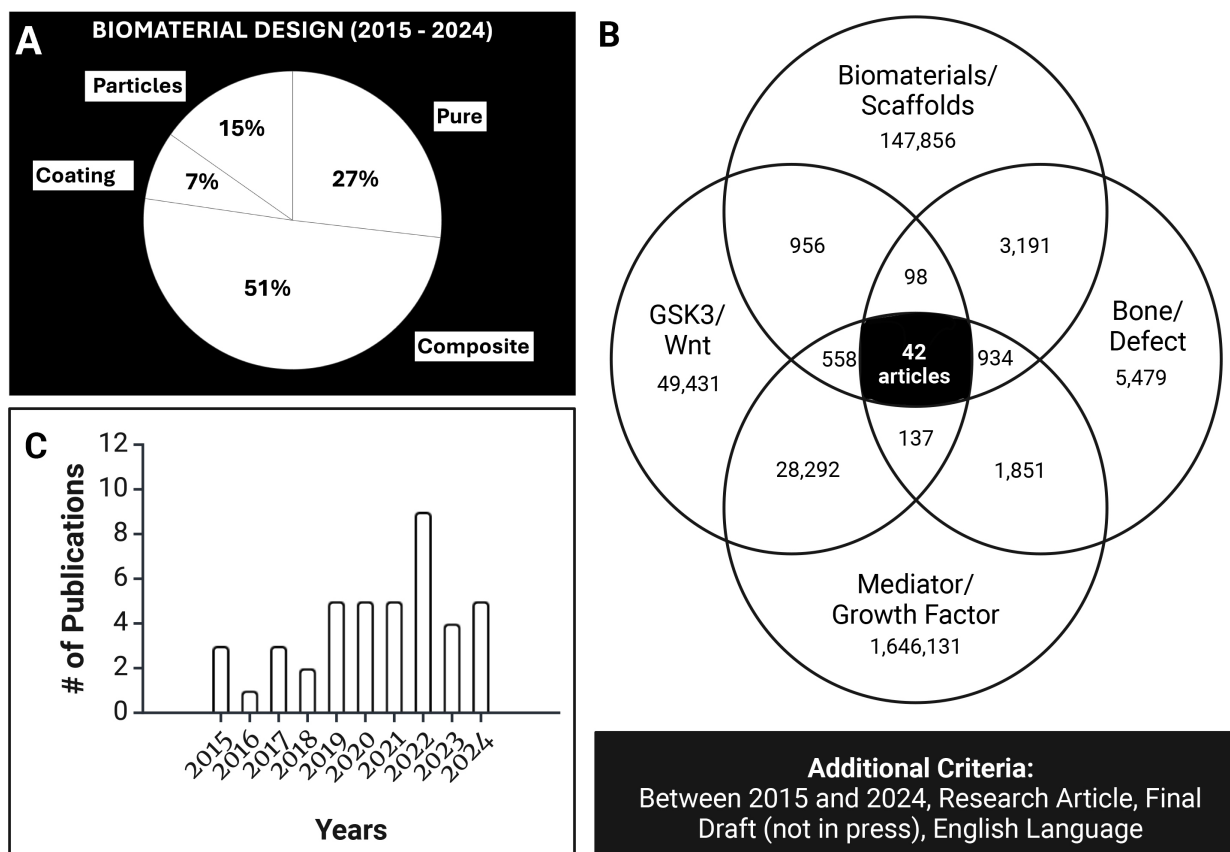 A
BIOMATERIAL DESIGN (2015 - 2024)
Particles
15%
Pure
27%
Coating
7%
51%
Composite
B
Biomaterials/
Scaffolds
147,856
956
3,191
98
GSK3/
Wnt
49,431
Bone/
Defect
5,479
558
42
articles
934
137
28,292
1,851
Mediator/
Growth Factor
1,646,131
Additional Criteria:
Between 2015 and 2024, Research Article, Final
Draft (not in press), English Language
C
# of Publications
12
10
8
6
4
2
0
2015
2016
2017
2018
2019
2020
2021
2022
2023
2024
Years